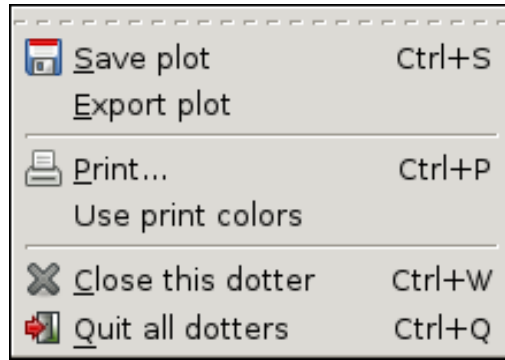 Save plot Ctrl+S
Export plot
Print... Ctrl+P
Use print colors
Close this dotter Ctrl+W
Quit all dotters Ctrl+Q